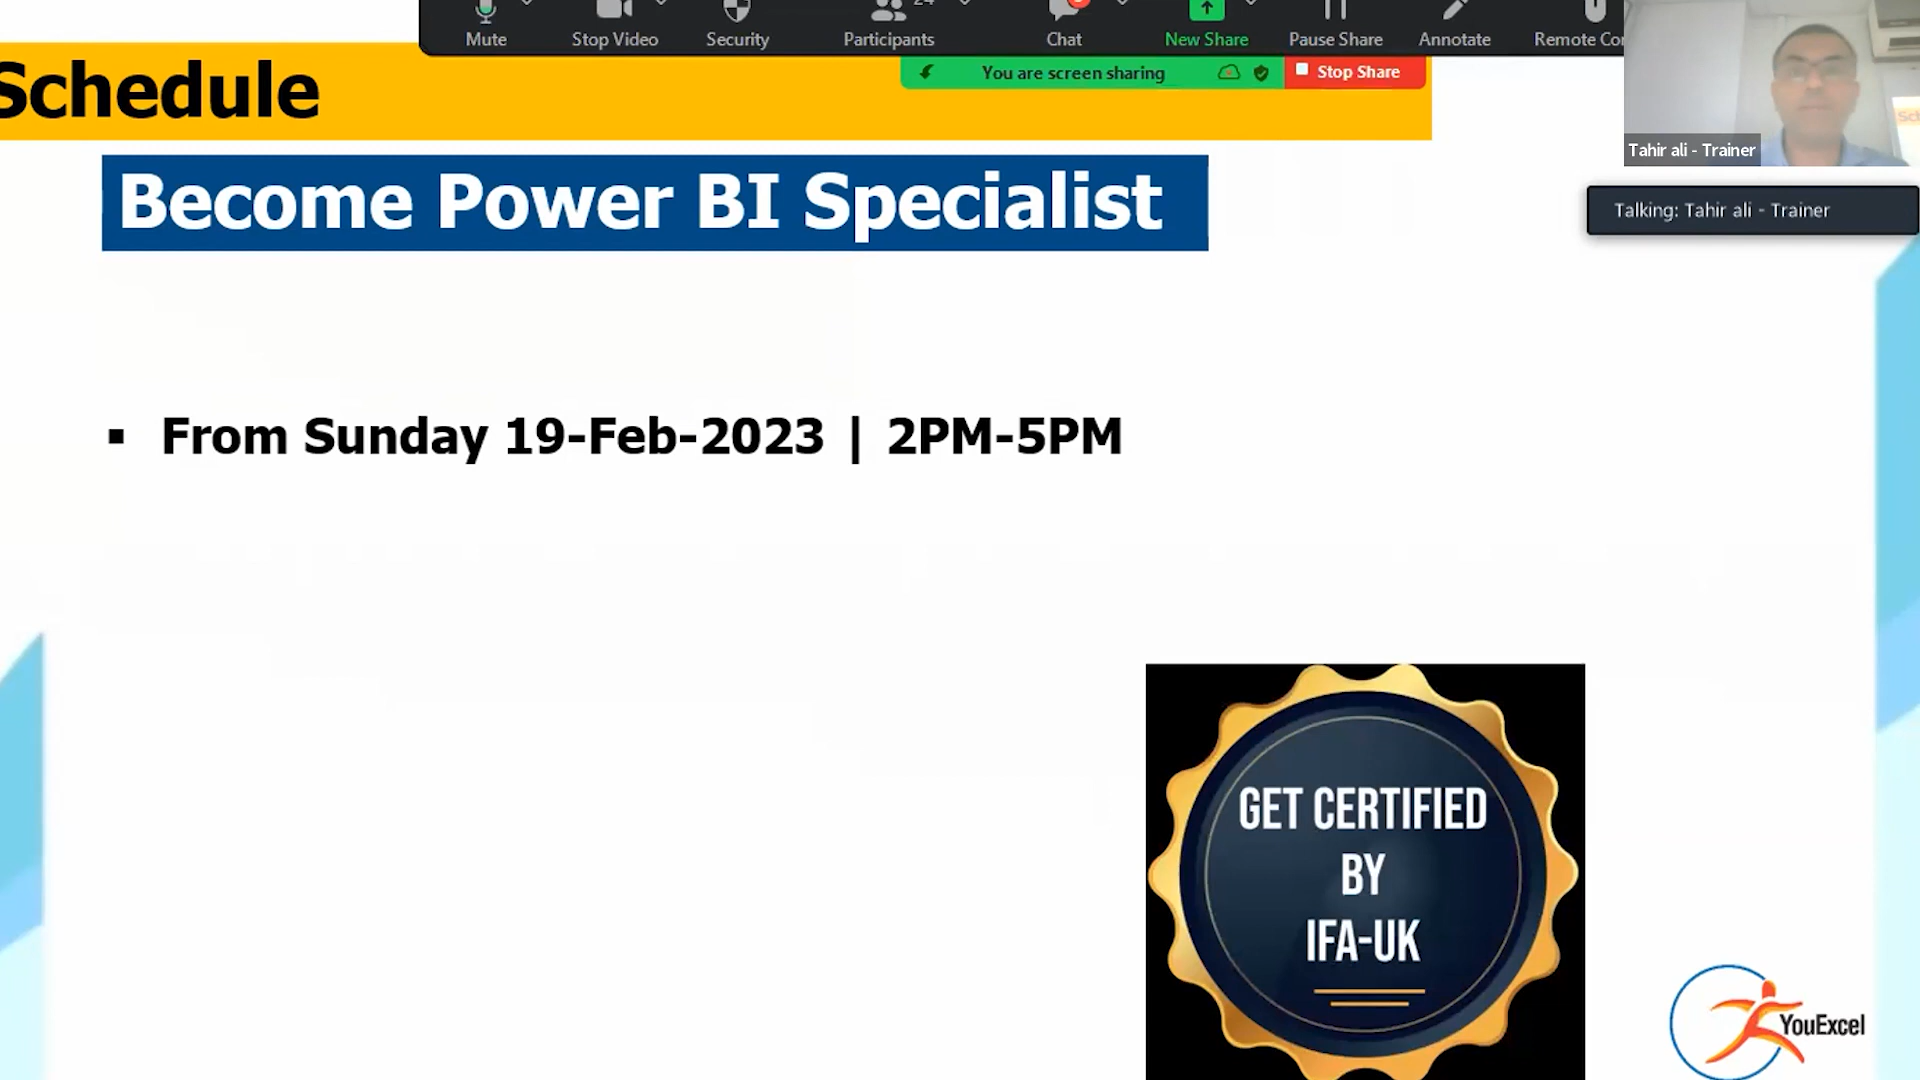 Mute Stop Video Security Participants 24 Chat New Share Pause Share Annotate Remote Con
You are screen sharing Stop Share
Schedule
Tahir ali - Trainer
Talking: Tahir ali - Trainer
Become Power BI Specialist
▪ From Sunday 19-Feb-2023 | 2PM-5PM
GET CERTIFIED
BY
IFA-UK
YouExcel